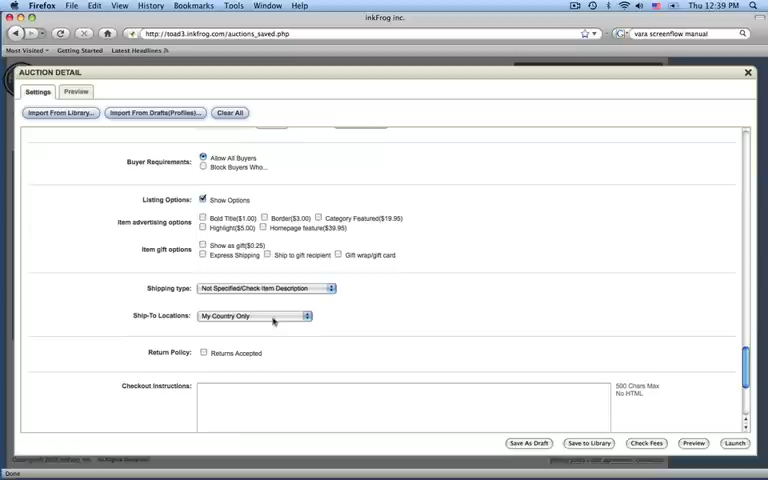 Firefox File Edit View History Bookmarks Tools Window Help Thu 12:39 PM
inkFrog inc.
http://toad3.inkfrog.com/auctions_saved.php vara screenflow manual
Most Visited Getting Started Latest Headlines
AUCTION DETAIL
Settings Preview
Import From Library... Import From Drafts(Profiles)... Clear All
Buyer Requirements: Allow All Buyers
Block Buyers Who...
Listing Options: Show Options
Item advertising options Bold Title($1.00) Border($3.00) Category Featured($19.95)
Highlight($5.00) Homepage feature($39.95)
Item gift options Show as gift($0.25)
Express Shipping Ship to gift recipient Gift wrap/gift card
Shipping type: Not Specified/Check Item Description
Ship-To Locations: My Country Only
Return Policy: Returns Accepted
Checkout Instructions: 500 Chars Max
No HTML
Save As Draft Save to Library Check Fees Preview Launch
Done